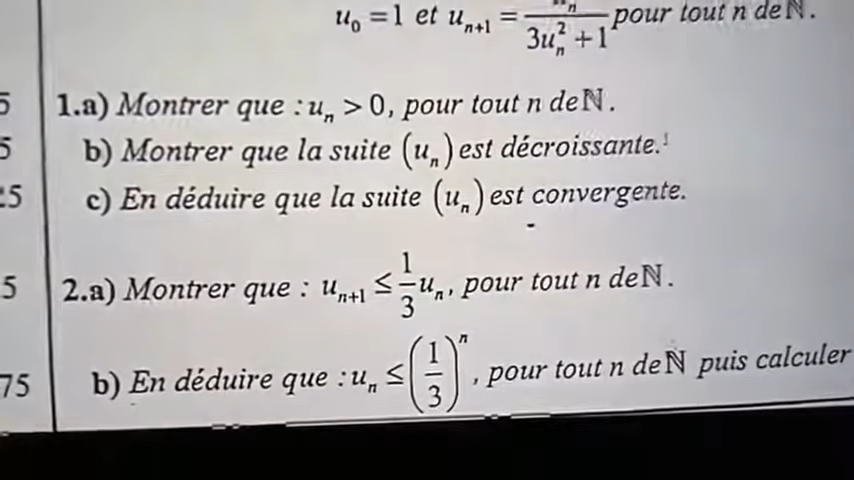 u₀ = 1 et uₙ₊₁ = uₙ / (3uₙ² + 1) pour tout n de ℕ.
5 1.a) Montrer que : uₙ > 0, pour tout n de ℕ.
5 b) Montrer que la suite (uₙ) est décroissante.
25 c) En déduire que la suite (uₙ) est convergente.
5 2.a) Montrer que : uₙ₊₁ ≤ 1/3 uₙ, pour tout n de ℕ.
75 b) En déduire que : uₙ ≤ (1/3)ⁿ, pour tout n de ℕ puis calculer